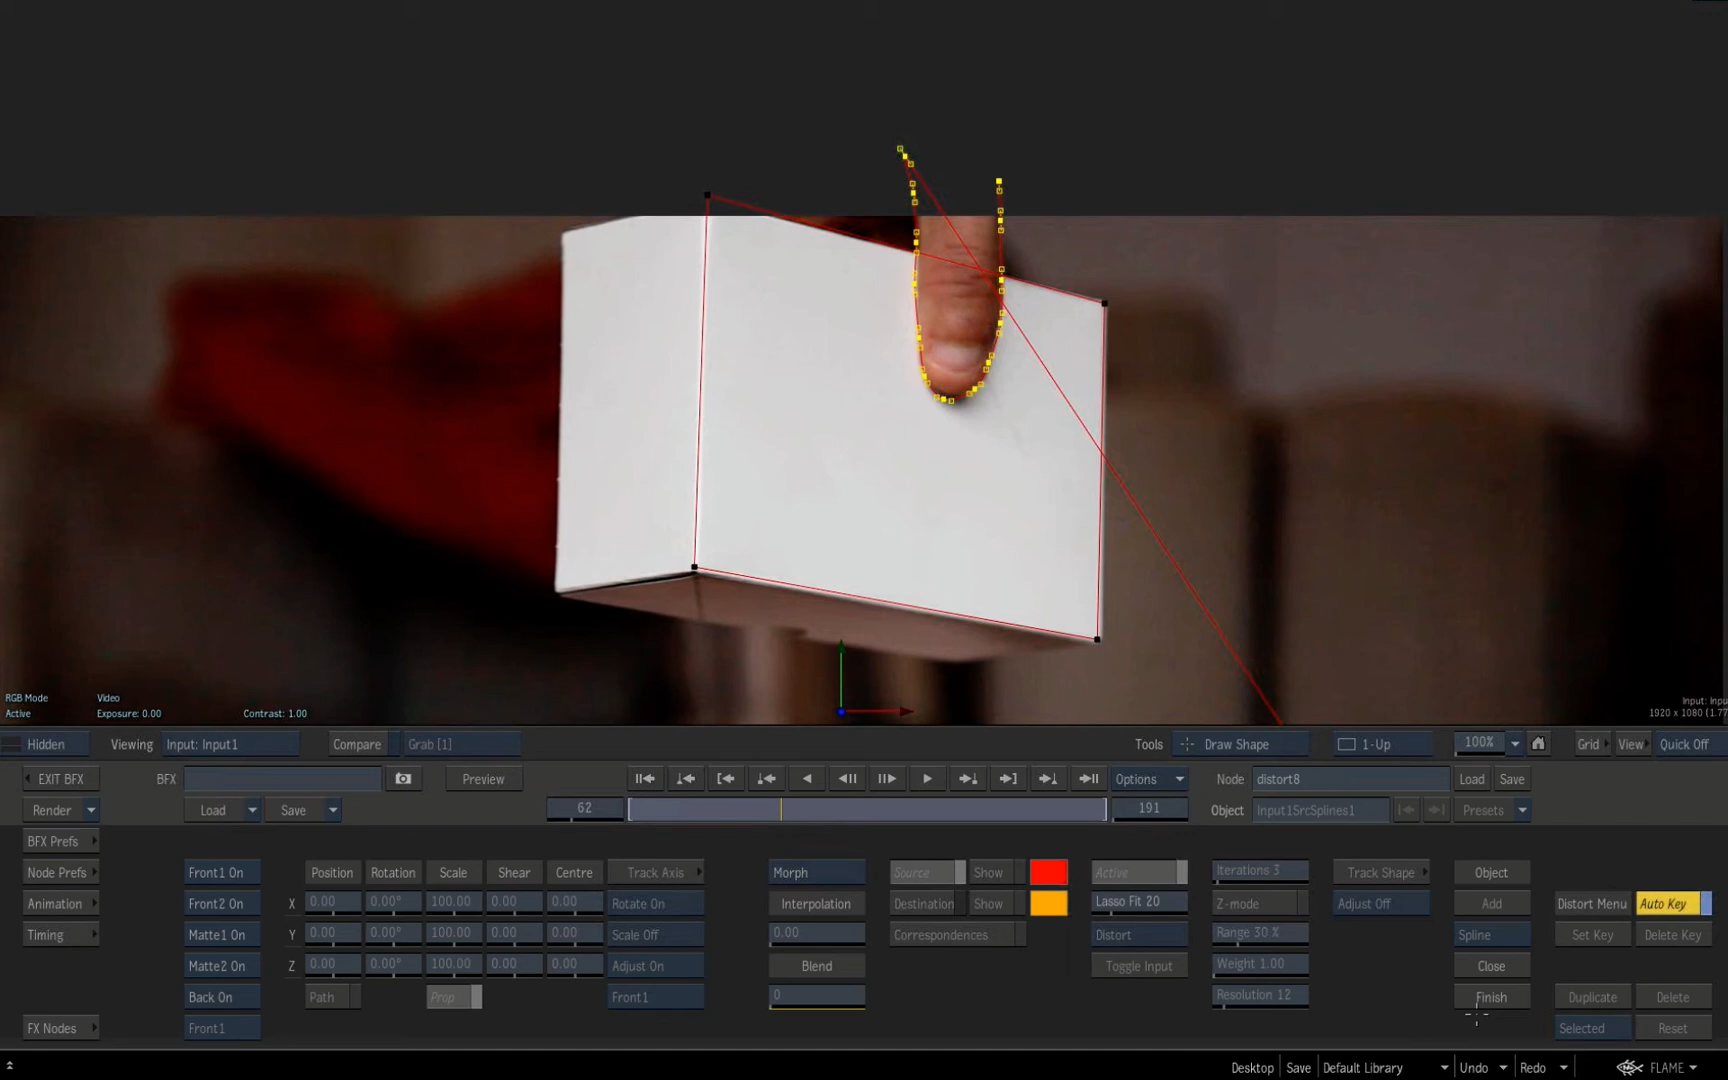 RGB Mode
Active
Video
Exposure: 0.00
Contrast: 1.00
Input: Inpu
1920 x 1080 (1.77
Hidden
Viewing
Input: Input1
Compare
Grab [1]
Tools
Draw Shape
1-Up
100%
Grid
View
Quick Off
EXIT BFX
BFX
Preview
Options
Node
distort8
Load
Save
Render
Load
Save
62
191
Object
Input1SrcSplines1
Presets
BFX Prefs
Node Prefs
Front1 On
Position
Rotation
Scale
Shear
Centre
Track Axis
Morph
Source
Show
Active
Iterations 3
Track Shape
Object
Animation
Front2 On
X
0.00
0.00°
100.00
0.00
0.00
Rotate On
Interpolation
Destination
Show
Lasso Fit 20
Z-mode
Adjust Off
Add
Distort Menu
Auto Key
Timing
Matte1 On
Y
0.00
0.00°
100.00
0.00
0.00
Scale Off
0.00
Correspondences
Distort
Range 30 %
Spline
Set Key
Delete Key
Matte2 On
Z
0.00
0.00°
100.00
0.00
0.00
Adjust On
Blend
Toggle Input
Weight 1.00
Close
Back On
Path
Prop
Front1
0
Resolution 12
Finish
Duplicate
Delete
FX Nodes
Front1
Selected
Reset
Desktop
Save
Default Library
Undo
Redo
FLAME